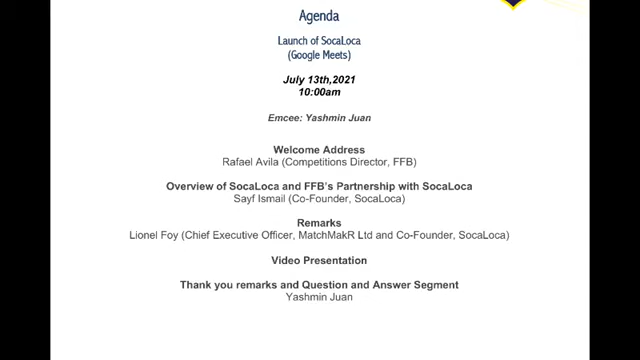 Agenda
Launch of SocaLoca
(Google Meets)
July 13th,2021
10:00am
Emcee: Yashmin Juan
Welcome Address
Rafael Avila (Competitions Director, FFB)
Overview of SocaLoca and FFB's Partnership with SocaLoca
Sayf Ismail (Co-Founder, SocaLoca)
Remarks
Lionel Foy (Chief Executive Officer, MatchMakR Ltd and Co-Founder, SocaLoca)
Video Presentation
Thank you remarks and Question and Answer Segment
Yashmin Juan